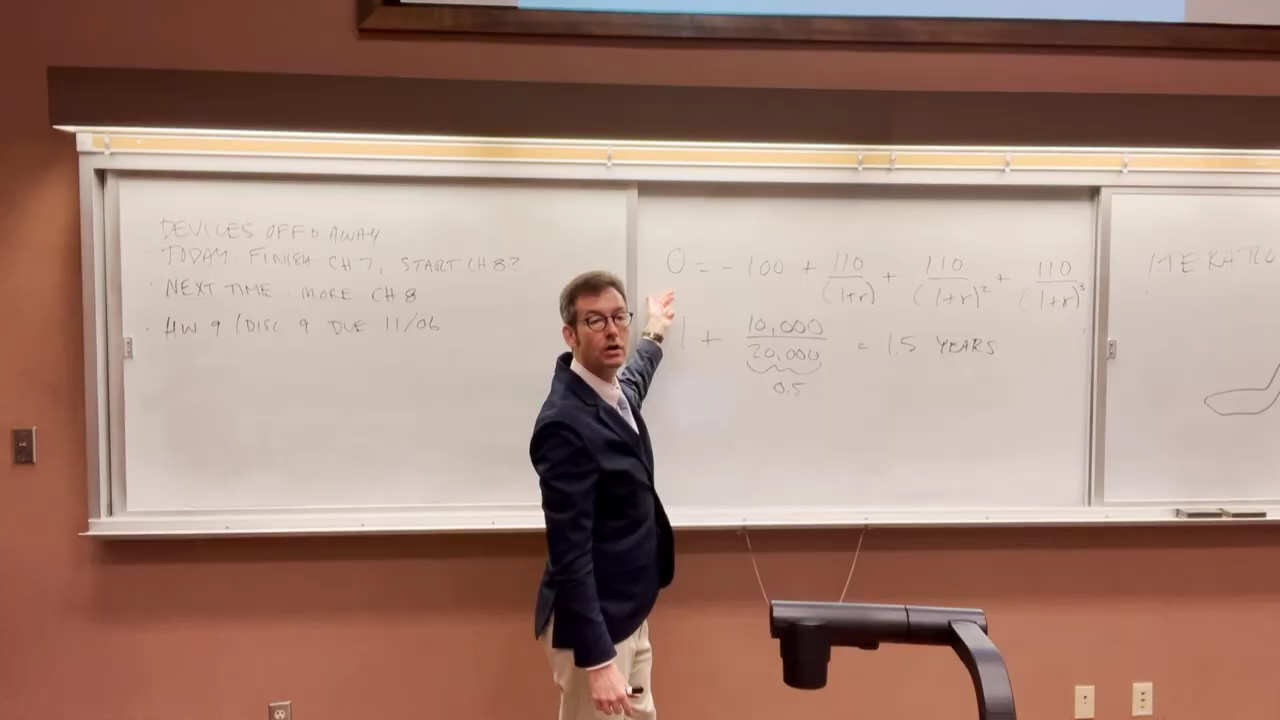 DEVICES OFF & AWAY
· TODAY FINISH CH 7, START CH 8?
· NEXT TIME · MORE CH 8
· HW 9 / DISC 9 DUE 11/06
0 = -100 + 110/(1+r) + 110/(1+r)² + 110/(1+r)³
1 + 10,000/20,000 = 1.5 YEARS
0.5